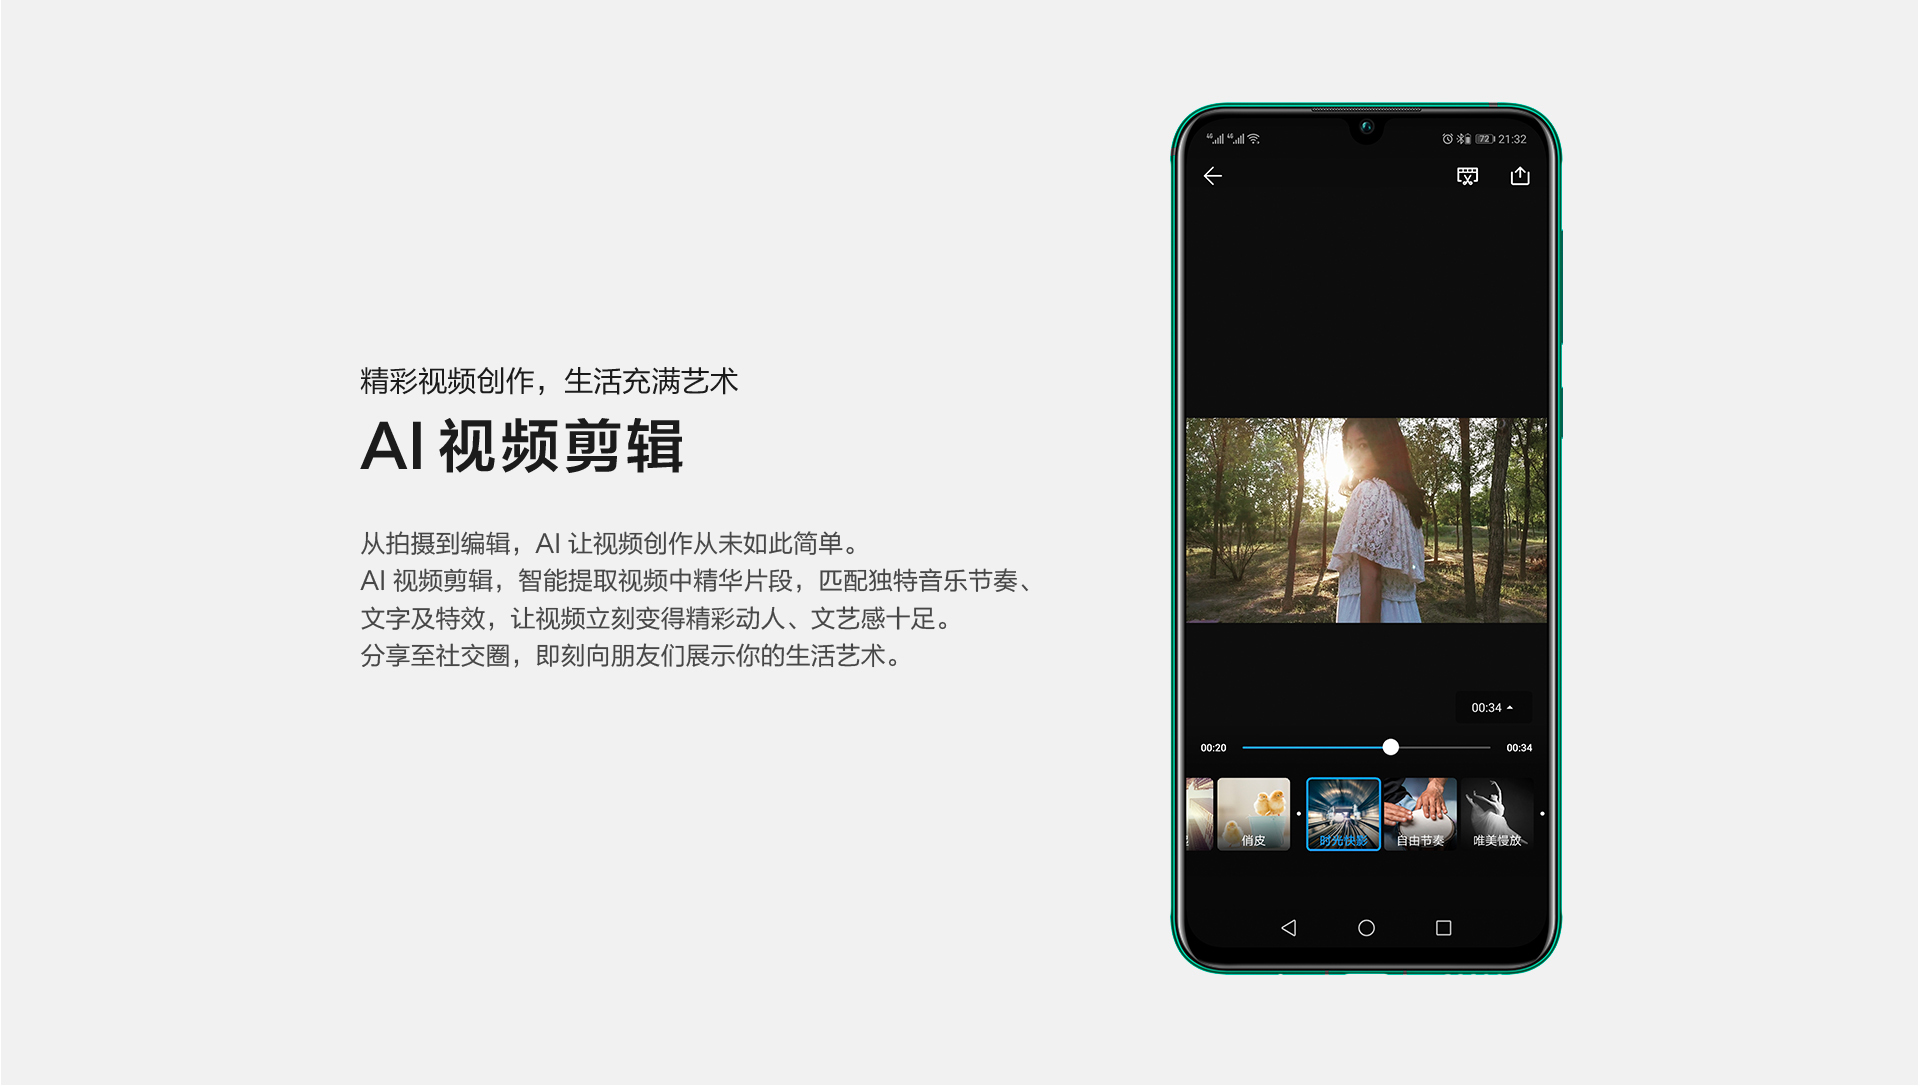 精彩视频创作，生活充满艺术
AI 视频剪辑
从拍摄到编辑，AI 让视频创作从未如此简单。
AI 视频剪辑，智能提取视频中精华片段，匹配独特音乐节奏、
文字及特效，让视频立刻变得精彩动人、文艺感十足。
分享至社交圈，即刻向朋友们展示你的生活艺术。
72 21:32
00:34
00:20 00:34
俏皮 时光快影 自由节奏 唯美慢放